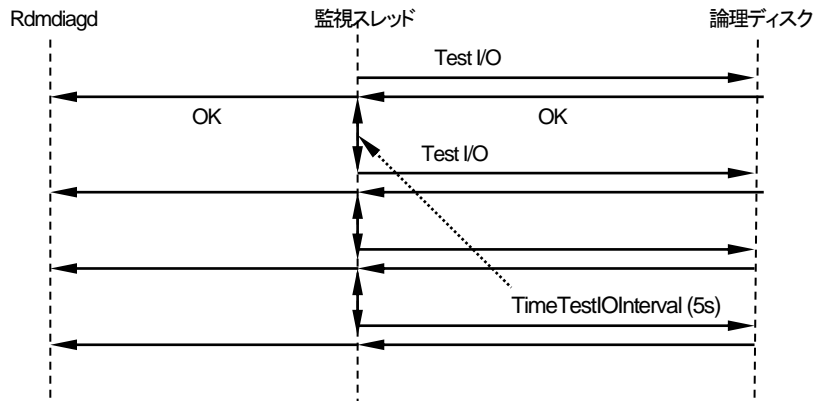 Rdmdiagd
監視スレッド
論理ディスク
Test I/O
OK
OK
Test I/O
TimeTestIOInterval (5s)